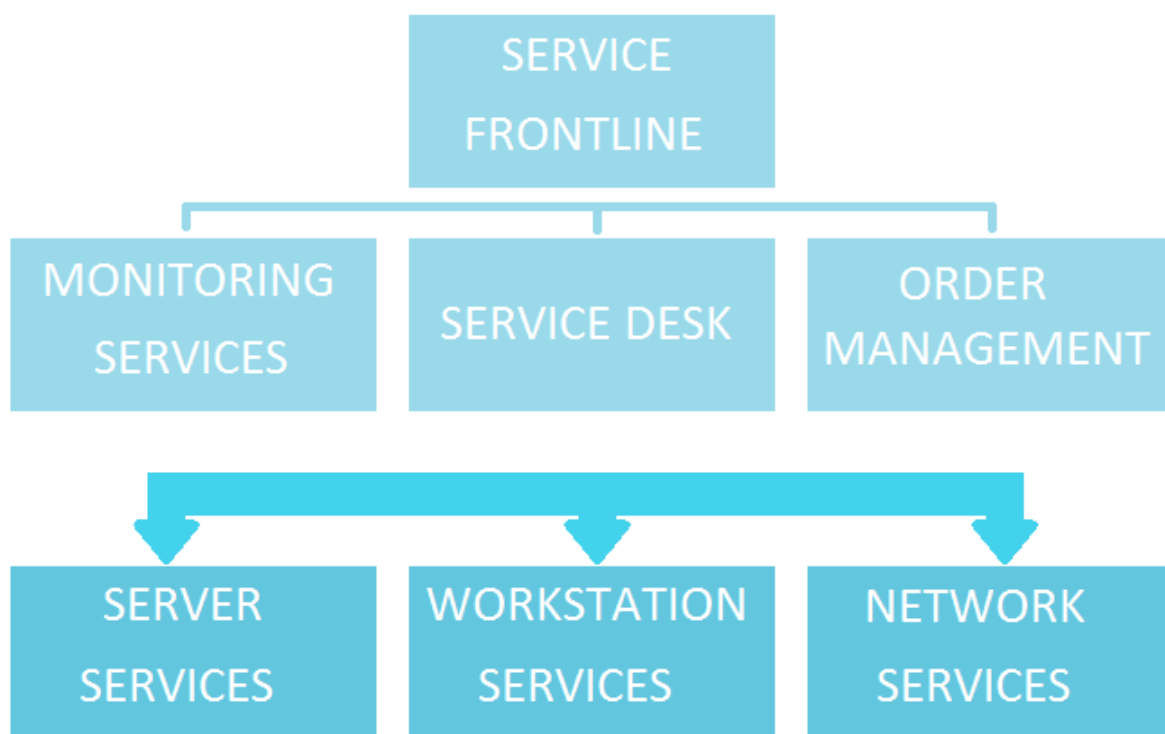 SERVICE
FRONTLINE
MONITORING
SERVICES
SERVICE DESK
ORDER
MANAGEMENT
SERVER
SERVICES
WORKSTATION
SERVICES
NETWORK
SERVICES